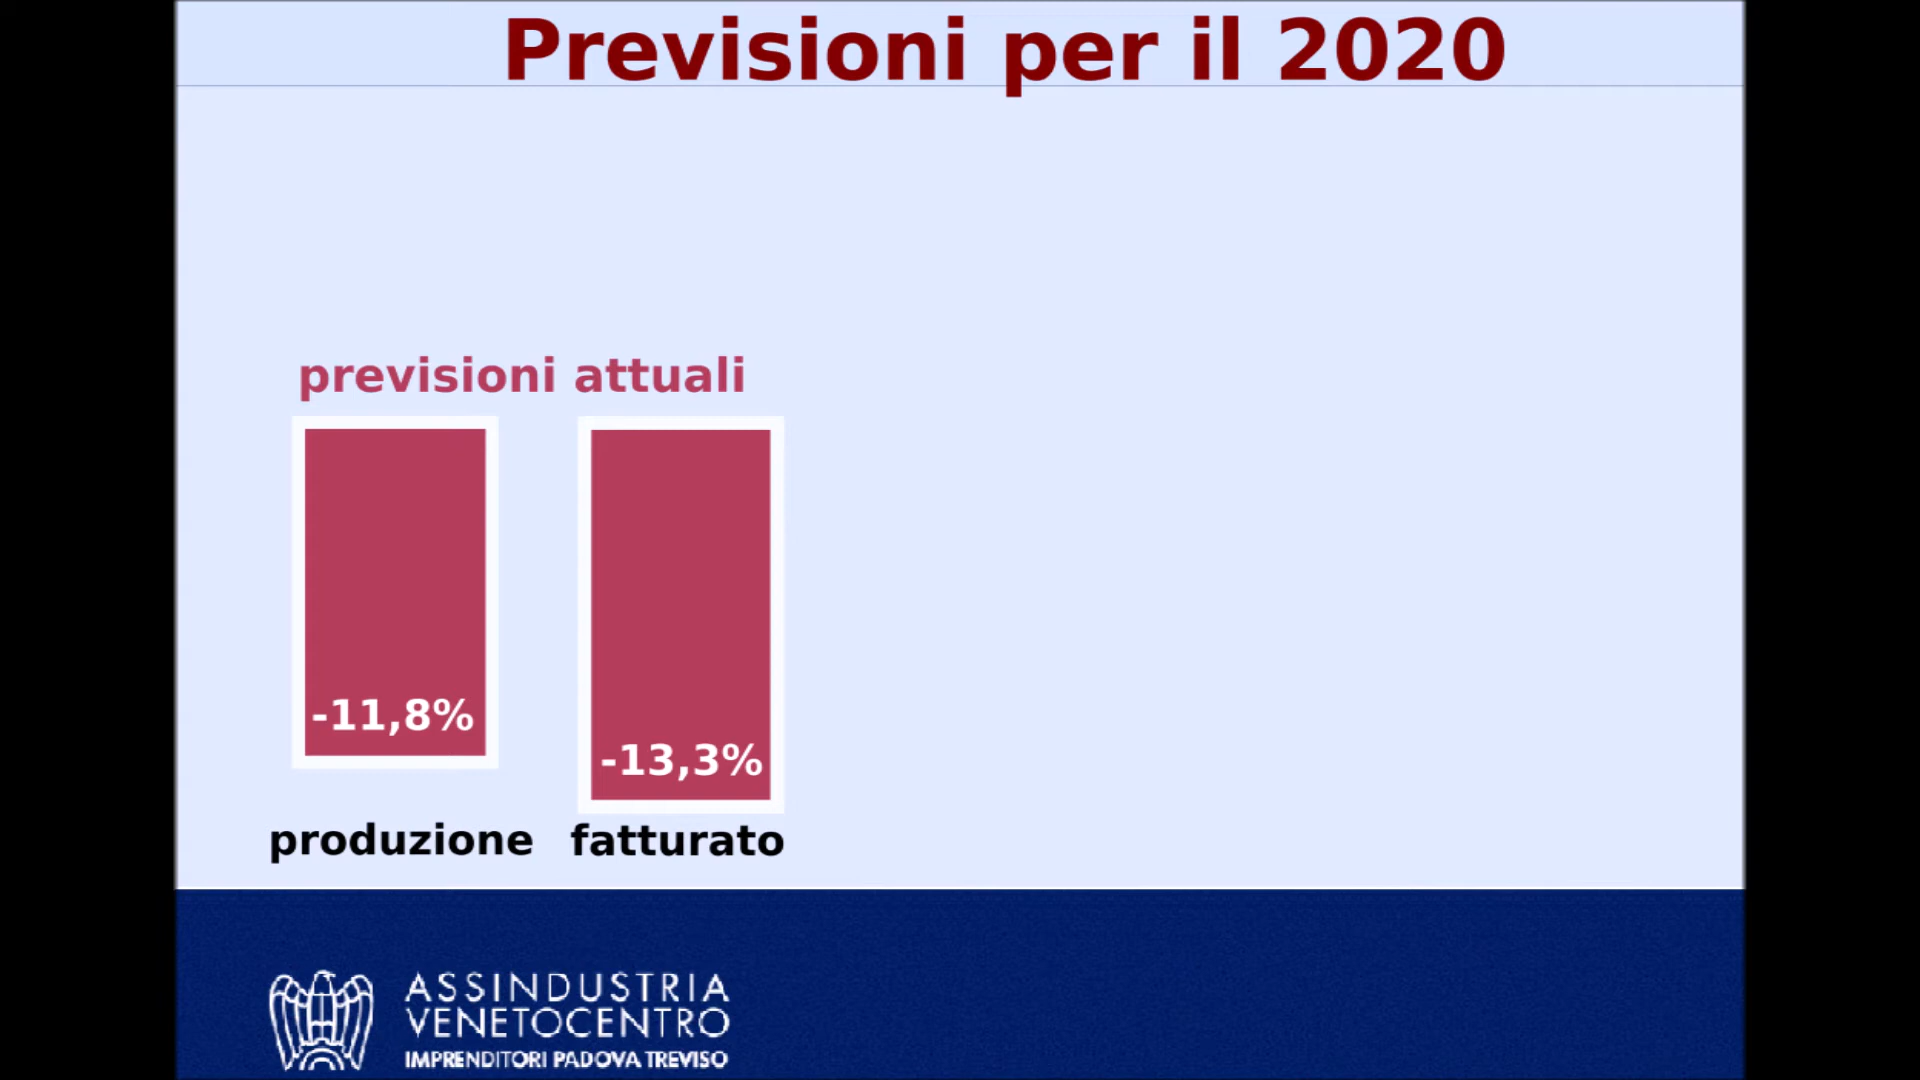 Previsioni per il 2020
previsioni attuali
-11,8%
-13,3%
produzione fatturato
ASSINDUSTRIA
VENETOCENTRO
IMPRENDITORI PADOVA TREVISO